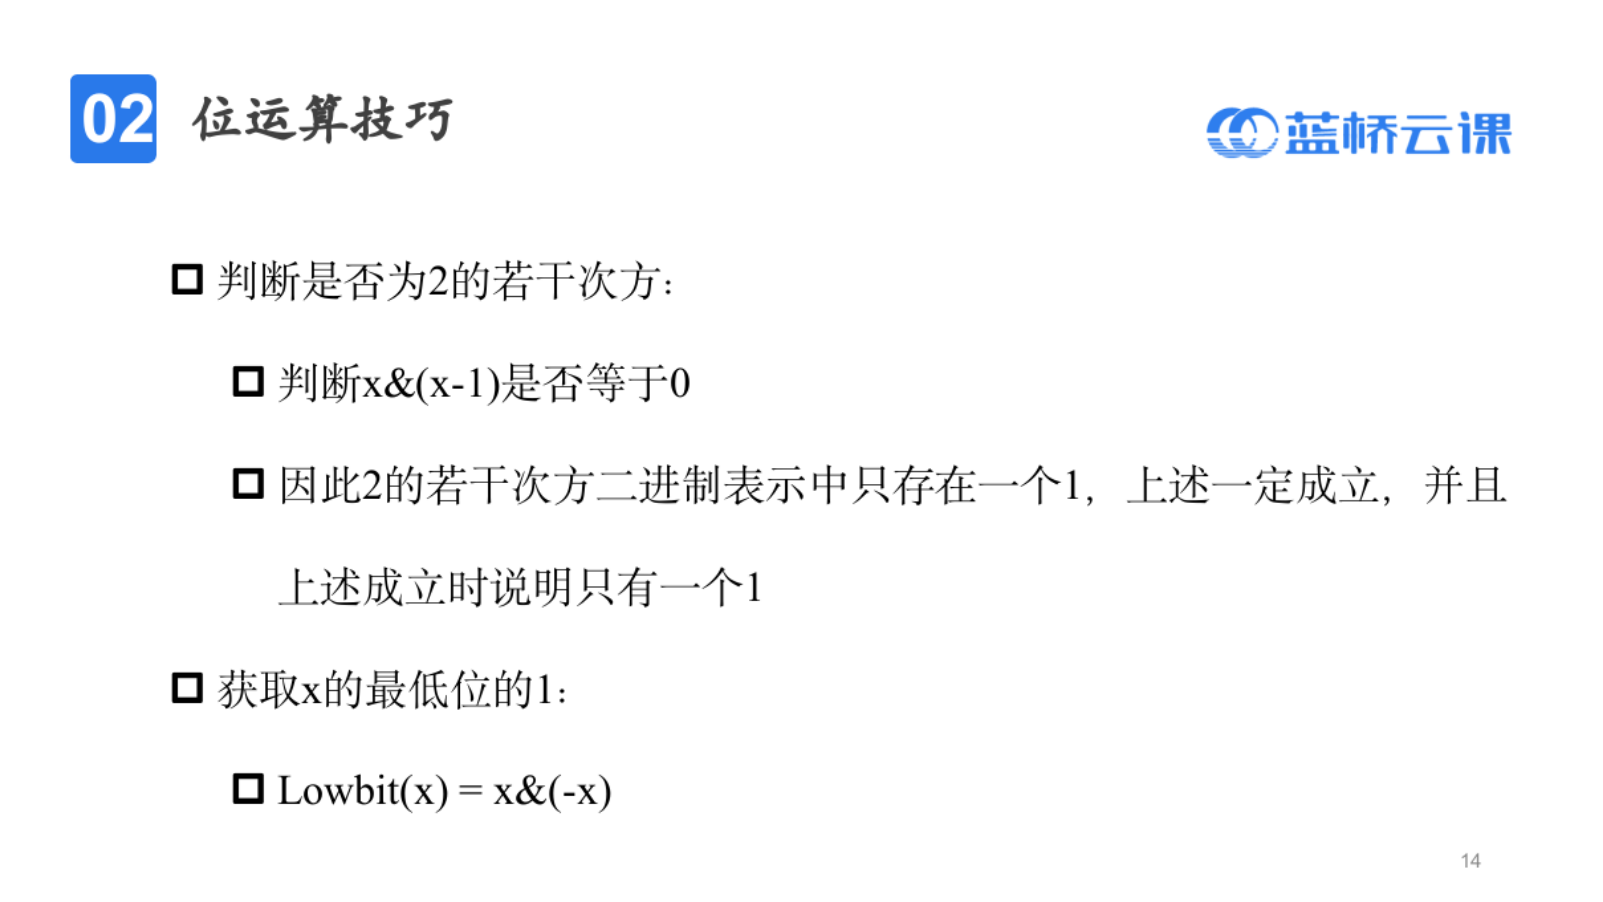 02 位运算技巧
蓝桥云课
判断是否为2的若干次方：
判断x&(x-1)是否等于0
因此2的若干次方二进制表示中只存在一个1，上述一定成立，并且
上述成立时说明只有一个1
获取x的最低位的1：
Lowbit(x) = x&(-x)
14